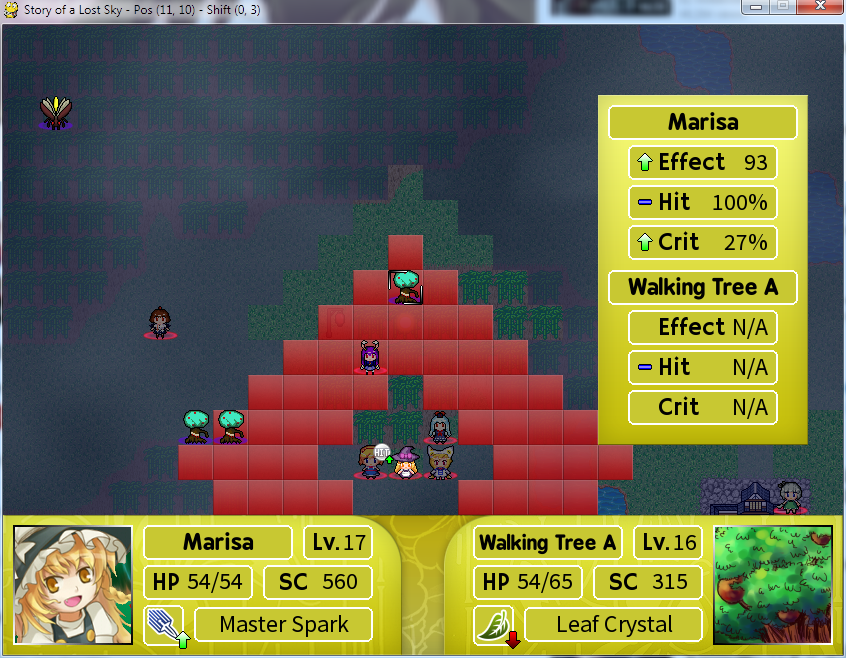 Story of a Lost Sky - Pos (11, 10) - Shift (0, 3)
Marisa
Effect 93
Hit 100%
Crit 27%
Walking Tree A
Effect N/A
Hit N/A
Crit N/A
HIT
Marisa Lv. 17
HP 54/54 SC 560
Master Spark
Walking Tree A Lv. 16
HP 54/65 SC 315
Leaf Crystal